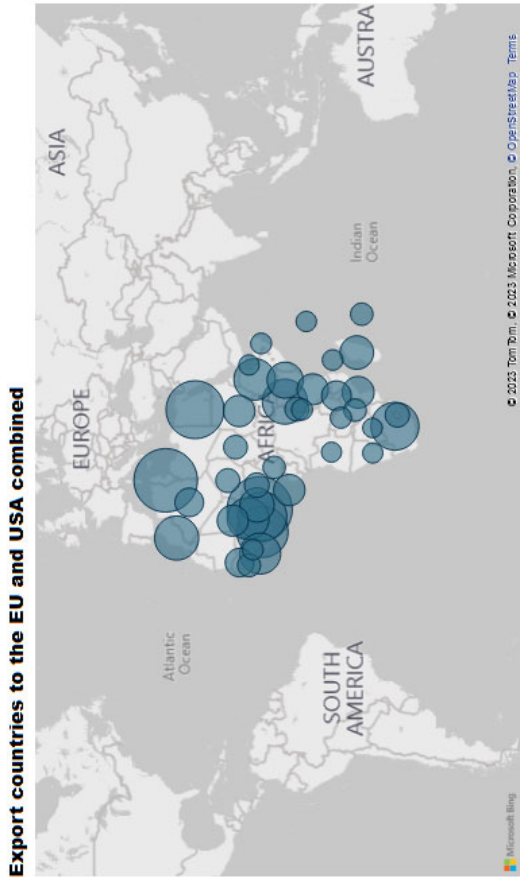 Export countries to the EU and USA combined
ASIA
EUROPE
AUSTRA
Atlantic
Ocean
AFRIC
Indian
Ocean
SOUTH
AMERICA
Microsoft Bing
© 2023 TomTom, © 2023 Microsoft Corporation, © OpenStreetMap Terms